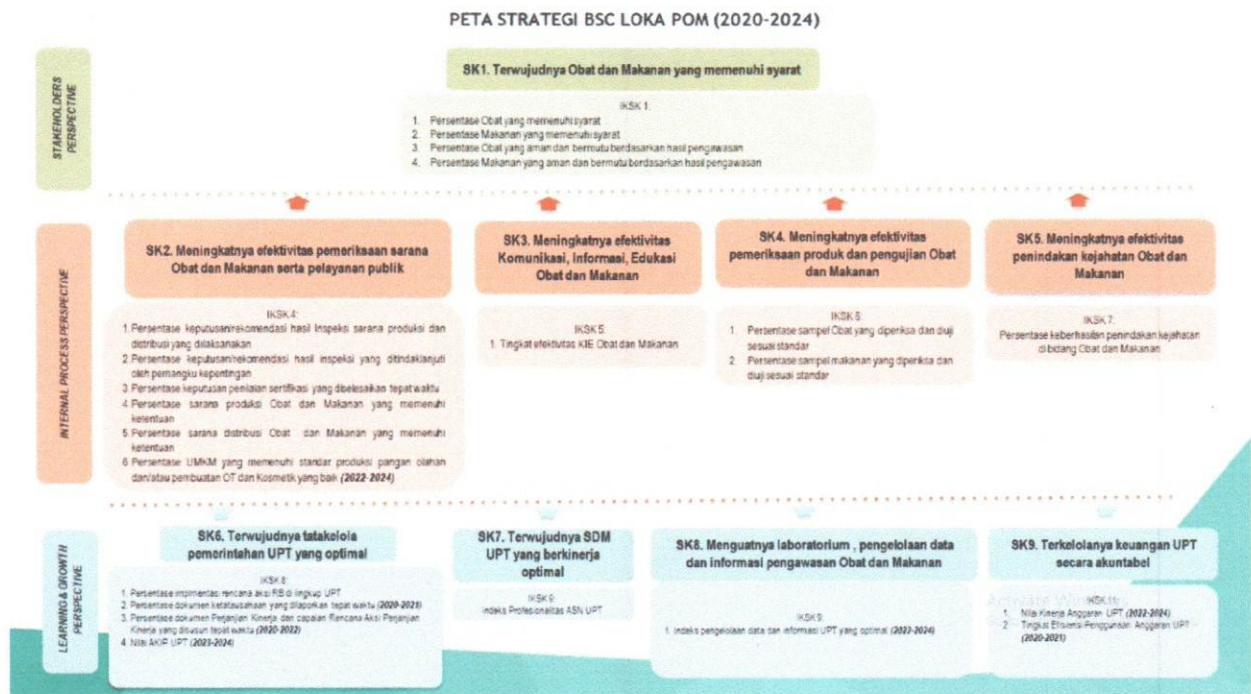 PETA STRATEGI BSC LOKA POM (2020-2024)
STAKEHOLDERS
PERSPECTIVE
SK1. Terwujudnya Obat dan Makanan yang memenuhi syarat
IKSK 1:
1. Persentase Obat yang memenuhi syarat
2. Persentase Makanan yang memenuhi syarat
3. Persentase Obat yang aman dan bermutu berdasarkan hasil pengawasan
4. Persentase Makanan yang aman dan bermutu berdasarkan hasil pengawasan
INTERNAL PROCESS PERSPECTIVE
SK2. Meningkatnya efektivitas pemeriksaan sarana
Obat dan Makanan serta pelayanan publik
IKSK 4:
1. Persentase keputusan/rekomendasi hasil Inspeksi sarana produksi dan
distribusi yang dilaksanakan
2. Persentase keputusan/rekomendasi hasil inspeksi yang ditindaklanjuti
oleh pemangku kepentingan
3. Persentase keputusan penilaian sertifikasi yang diselesaikan tepat waktu
4. Persentase sarana produksi Obat dan Makanan yang memenuhi
ketentuan
5. Persentase sarana distribusi Obat dan Makanan yang memenuhi
ketentuan
6. Persentase UMKM yang memenuhi standar produksi pangan olahan
dan/atau pembuatan OT dan Kosmetik yang baik (2022-2024)
SK3. Meningkatnya efektivitas
Komunikasi, Informasi, Edukasi
Obat dan Makanan
IKSK 5:
1. Tingkat efektivitas KIE Obat dan Makanan
SK4. Meningkatnya efektivitas
pemeriksaan produk dan pengujian Obat
dan Makanan
IKSK 6:
1. Persentase sampel Obat yang diperiksa dan diuji
sesuai standar
2. Persentase sampel makanan yang diperiksa dan
diuji sesuai standar
SK5. Meningkatnya efektivitas
penindakan kejahatan Obat dan
Makanan
IKSK 7:
Persentase keberhasilan penindakan kejahatan
di bidang Obat dan Makanan
LEARNING & GROWTH
PERSPECTIVE
SK6. Terwujudnya tatakelola
pemerintahan UPT yang optimal
IKSK 8:
1. Persentase implmentasi rencana aksi RB di lingkup UPT
2. Persentase dokumen ketatausahaan yang dilaporkan tepat waktu (2020-2021)
3. Persentase dokumen Perjanjian Kinerja dan capaian Rencana Aksi Perjanjian
Kinerja yang disusun tepat waktu (2020-2022)
4. Nilai AKIP UPT (2023-2024)
SK7. Terwujudnya SDM
UPT yang berkinerja
optimal
IKSK 9:
Indeks Profesionalitas ASN UPT
SK8. Menguatnya laboratorium , pengelolaan data
dan informasi pengawasan Obat dan Makanan
IKSK 9:
1. Indeks pengelolaan data dan informasi UPT yang optimal (2022-2024)
SK9. Terkelolanya keuangan UPT
secara akuntabel
Activate Windows
IKSK 11:
1. Nilai Kinerja Anggaran UPT (2022-2024)
2. Tingkat Efisiensi Penggunaan Anggaran UPT
(2020-2021)